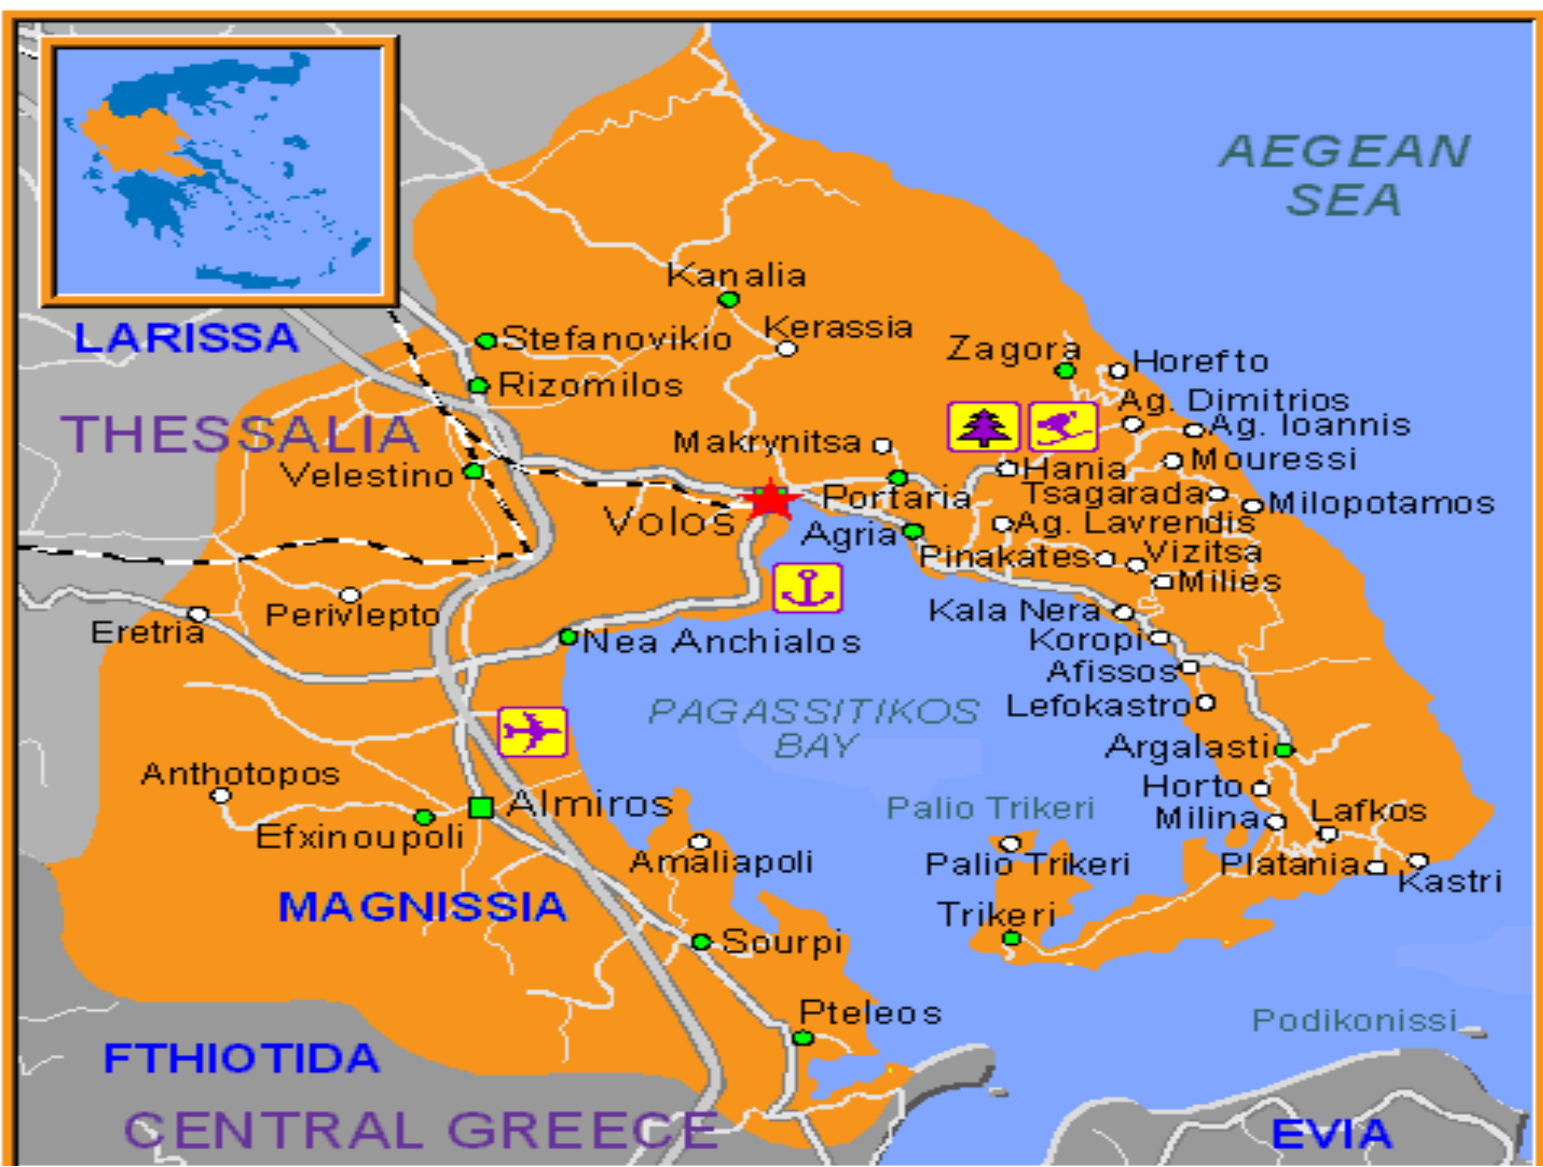 AEGEAN
SEA
Kanalia
LARISSA
Stefanovikio
Kerassia
Zagora
Horefto
Rizomilos
Ag. Dimitrios
THESSALIA
Ag. Ioannis
Makrynitsa
Mouressi
Velestino
Hania
Portaria
Tsagarada
Milopotamos
Volos
Agria
Ag. Lavrendis
Pinakates
Vizitsa
Milies
Perivlepto
Kala Nera
Eretria
Nea Anchialos
Koropi
Afissos
PAGASSITIKOS
BAY
Lefokastro
Argalasti
Anthotopos
Horto
Almiros
Palio Trikeri
Milina
Lafkos
Efxinoupoli
Amaliapoli
Palio Trikeri
Platania
Kastri
MAGNISSIA
Trikeri
Sourpi
Pteleos
Podikonissi
FTHIOTIDA
CENTRAL GREECE
EVIA